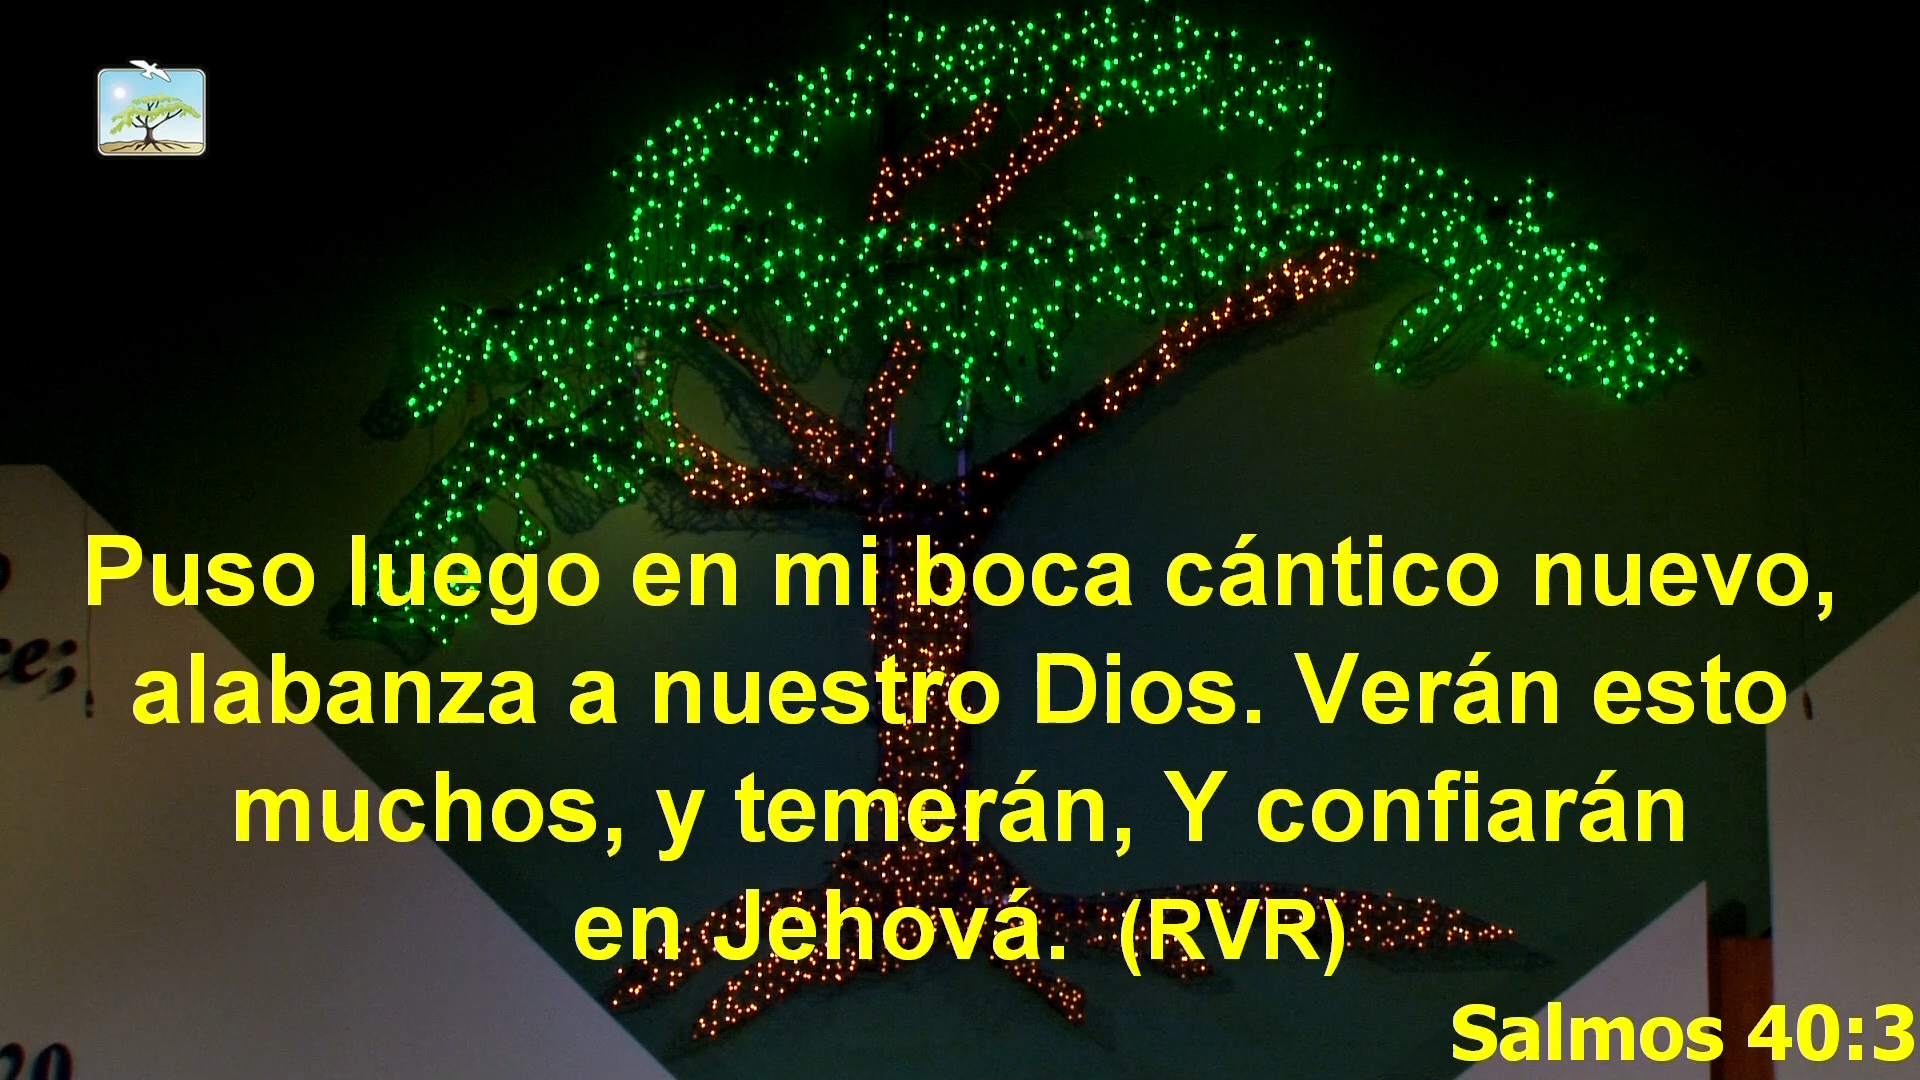 Puso luego en mi boca cántico nuevo,
alabanza a nuestro Dios. Verán esto
muchos, y temerán, Y confiarán
en Jehová. (RVR)
Salmos 40:3